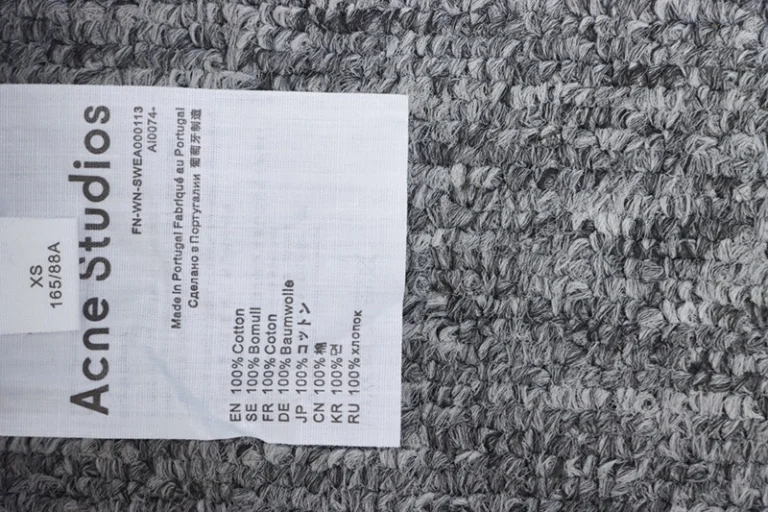 XS
165/88A
Acne Studios
FN-WN-SWEA000113
AI0074-
Made In Portugal Fabriqué au Portugal
Сделано в Португалии 葡萄牙制造
EN 100% Cotton
SE 100% Bomull
FR 100% Coton
DE 100% Baumwolle
JP 100% コットン
CN 100% 棉
KR 100% 면
RU 100% хлопок